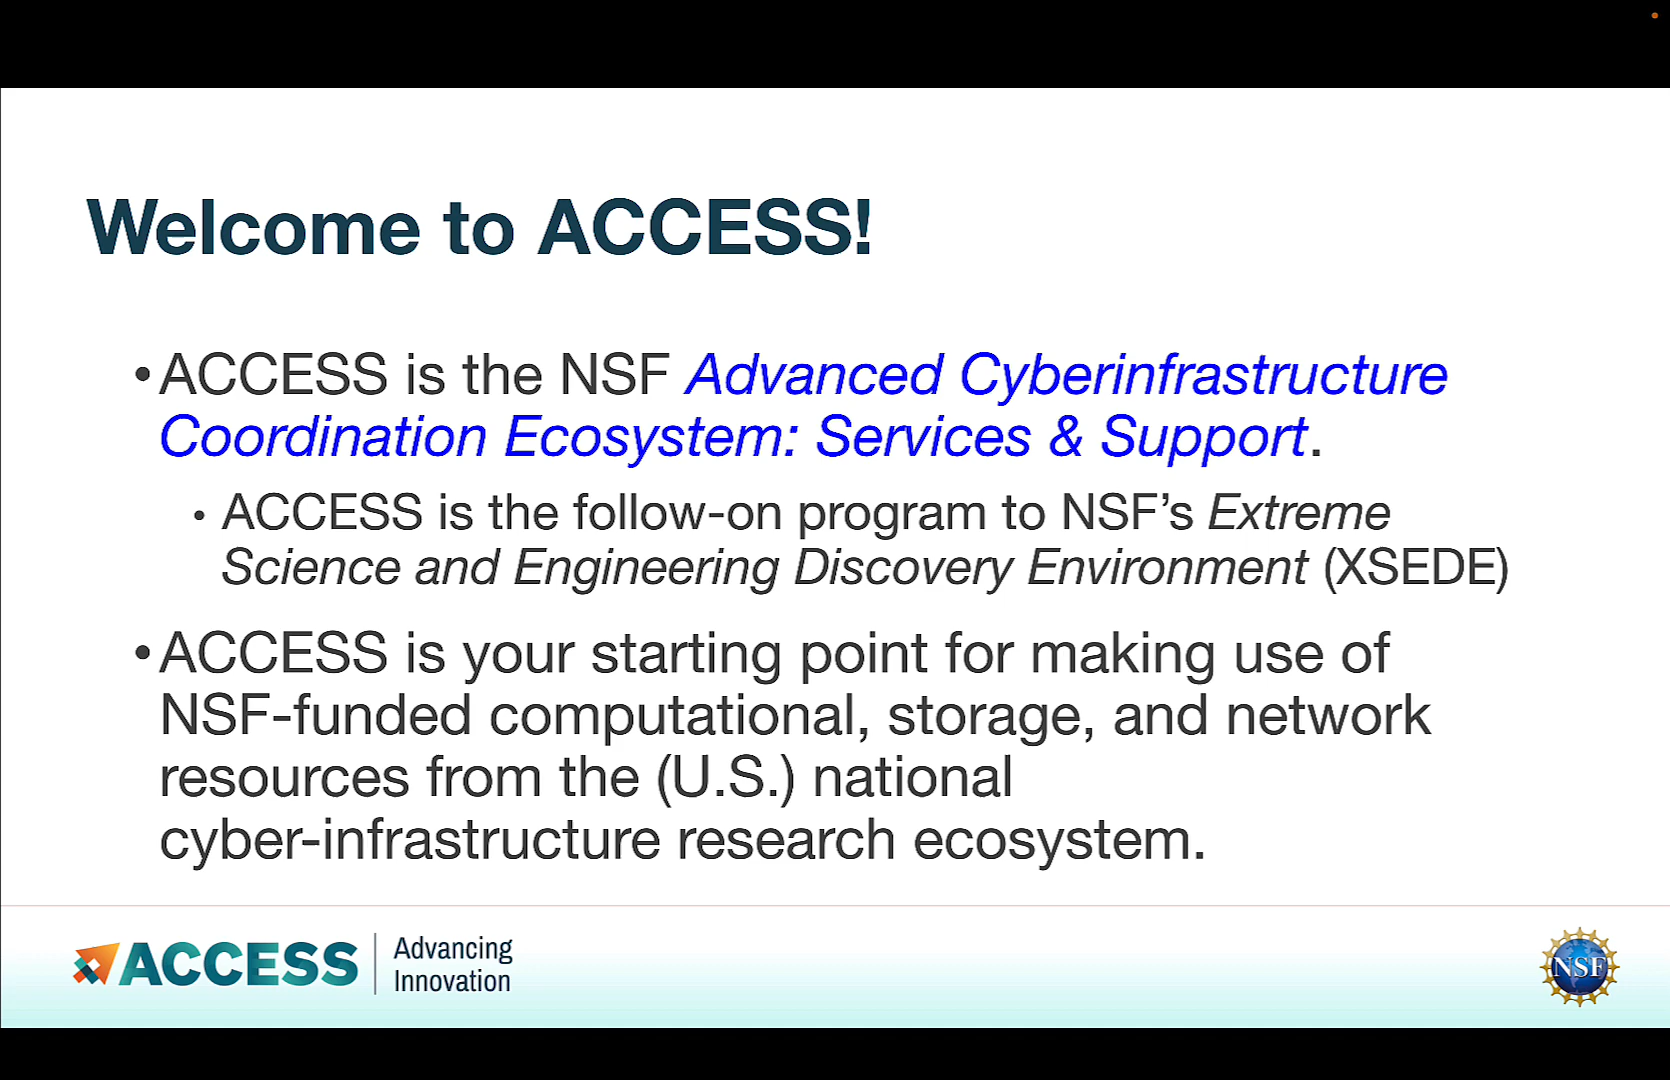 Welcome to ACCESS!
•ACCESS is the NSF Advanced Cyberinfrastructure
Coordination Ecosystem: Services & Support.
• ACCESS is the follow-on program to NSF’s Extreme
Science and Engineering Discovery Environment (XSEDE)
•ACCESS is your starting point for making use of
NSF-funded computational, storage, and network
resources from the (U.S.) national
cyber-infrastructure research ecosystem.
ACCESS
Advancing
Innovation
NSF